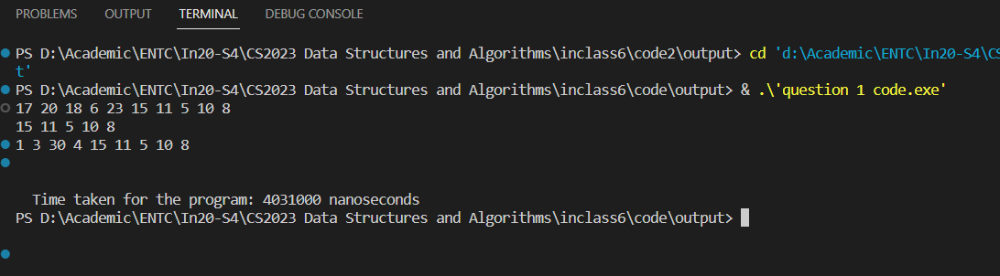 PROBLEMS OUTPUT TERMINAL DEBUG CONSOLE
PS D:\Academic\ENTC\In20-S4\CS2023 Data Structures and Algorithms\inclass6\code2\output> cd 'd:\Academic\ENTC\In20-S4\CS
t'
PS D:\Academic\ENTC\In20-S4\CS2023 Data Structures and Algorithms\inclass6\code\output> & .\'question 1 code.exe'
17 20 18 6 23 15 11 5 10 8
15 11 5 10 8
1 3 30 4 15 11 5 10 8
Time taken for the program: 4031000 nanoseconds
PS D:\Academic\ENTC\In20-S4\CS2023 Data Structures and Algorithms\inclass6\code\output>